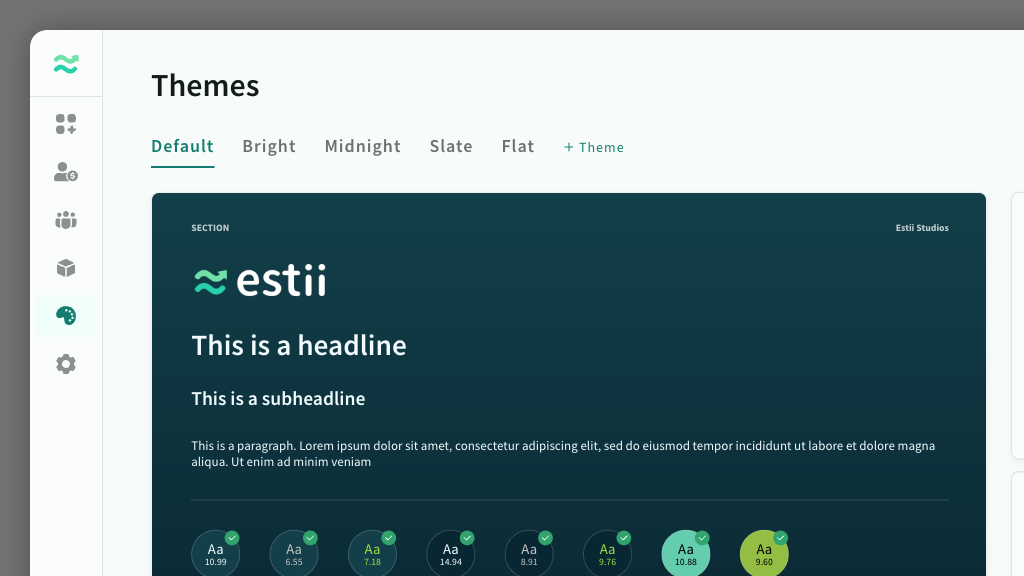 Themes
Default Bright Midnight Slate Flat + Theme
SECTION Estii Studios
estii
This is a headline
This is a subheadline
This is a paragraph. Lorem ipsum dolor sit amet, consectetur adipiscing elit, sed do eiusmod tempor incididunt ut labore et dolore magna
aliqua. Ut enim ad minim veniam
Aa Aa Aa Aa Aa Aa Aa Aa
10.99 6.55 7.18 14.94 8.91 9.76 10.88 9.60